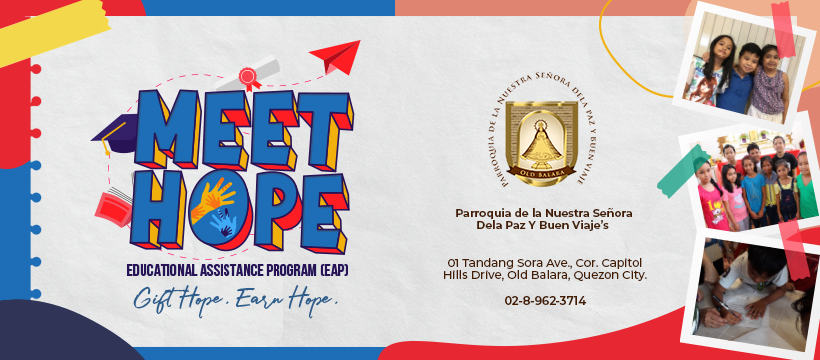 MEET
HOPE
EDUCATIONAL ASSISTANCE PROGRAM (EAP)
Gift Hope. Earn Hope.
PARROQUIA DE LA NUESTRA SEÑORA DELA PAZ Y BUEN VIAJE
OLD BALARA
Parroquia de la Nuestra Señora
Dela Paz Y Buen Viaje's
01 Tandang Sora Ave., Cor. Capitol
Hills Drive, Old Balara, Quezon City.
02-8-962-3714